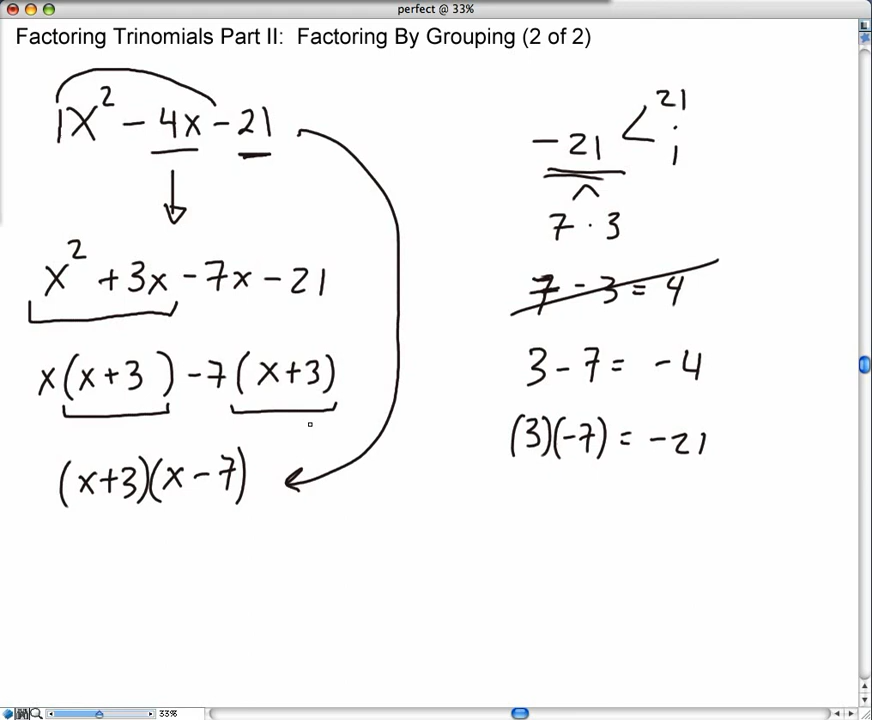 perfect @ 33%
Factoring Trinomials Part II: Factoring By Grouping (2 of 2)
1x² - 4x - 21
x² + 3x - 7x - 21
x(x+3) - 7(x+3)
(x+3)(x-7)
-21 < 21
1
7 · 3
7 - 3 = 4
3 - 7 = -4
(3)(-7) = -21
33%